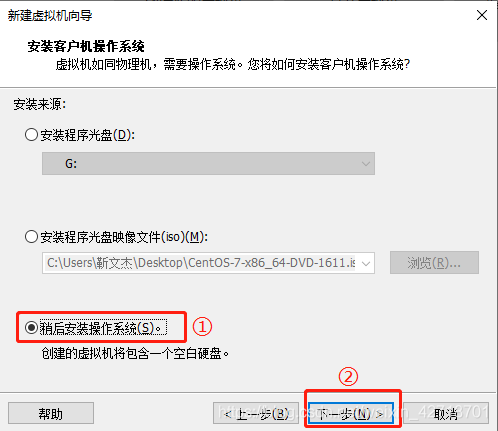 新建虚拟机向导
安装客户机操作系统
虚拟机如同物理机，需要操作系统。您将如何安装客户机操作系统?
安装来源:
安装程序光盘(D):
G:
安装程序光盘映像文件(iso)(M):
C:\Users\靳文杰\Desktop\CentOS-7-x86_64-DVD-1611.is
浏览(R)...
稍后安装操作系统(S)。
①
创建的虚拟机将包含一个空白硬盘。
②
帮助
< 上一步(B)
下一步(N) >
取消